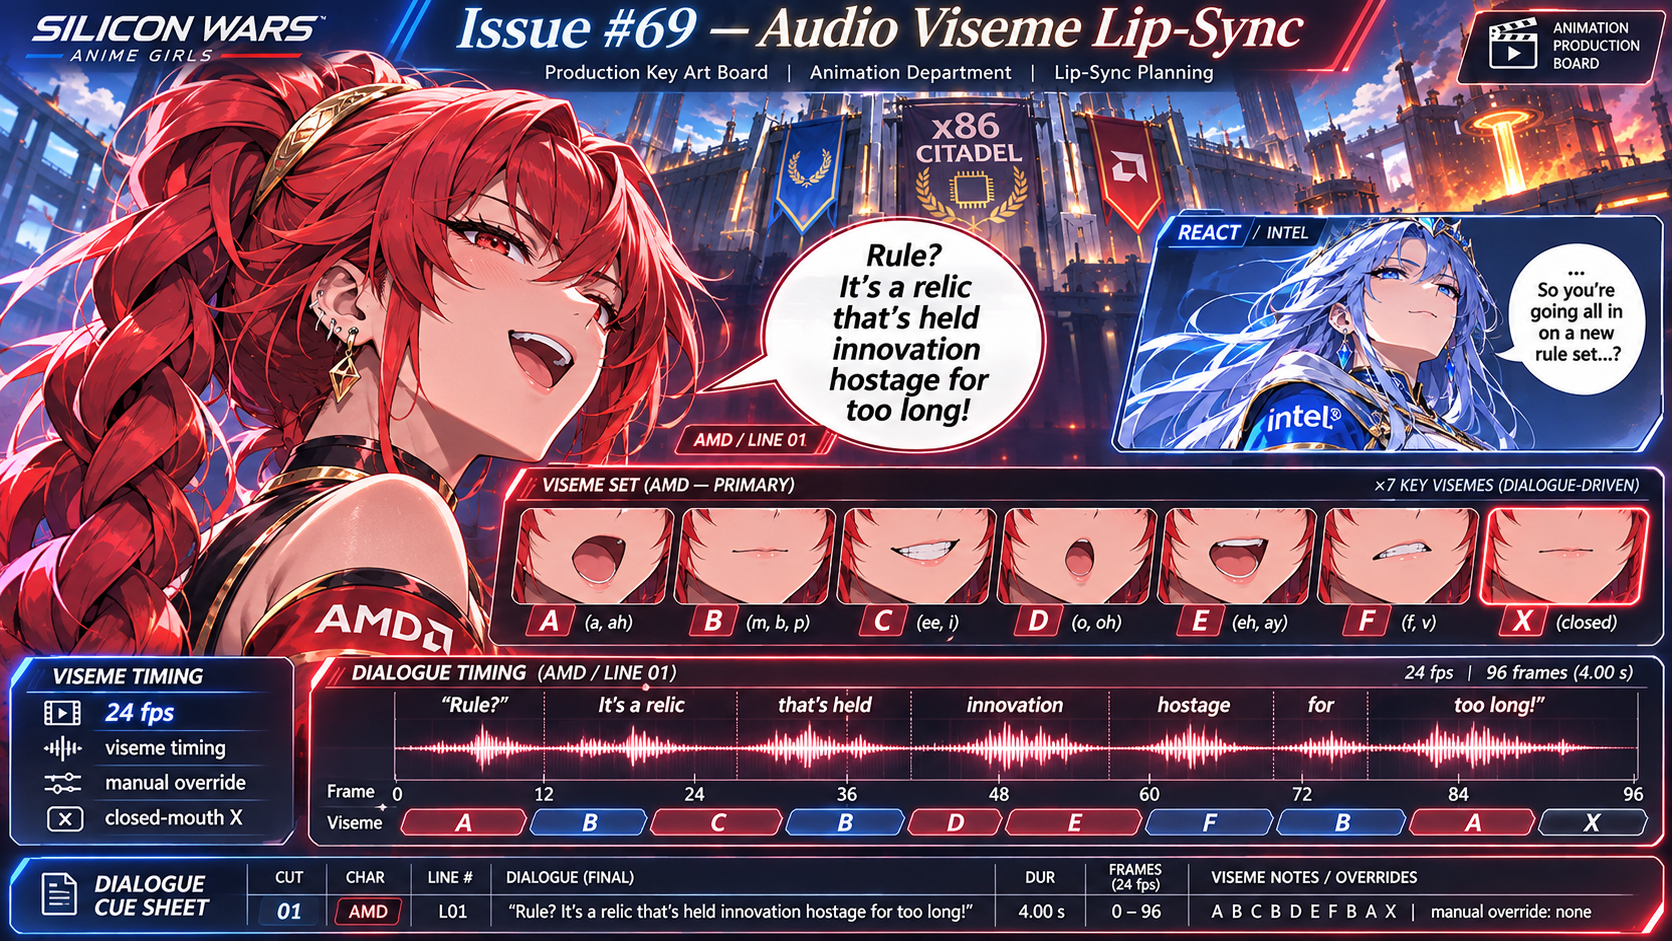 SILICON WARS™
ANIME GIRLS
Issue #69 — Audio Viseme Lip-Sync
Production Key Art Board | Animation Department | Lip-Sync Planning
ANIMATION
PRODUCTION
BOARD
x86
CITADEL
Rule?
It's a relic
that's held
innovation
hostage for
too long!
AMD / LINE 01
REACT / INTEL
...
So you're
going all in
on a new
rule set...?
intel®
AMD
VISEME SET (AMD — PRIMARY)
×7 KEY VISEMES (DIALOGUE-DRIVEN)
A (a, ah)
B (m, b, p)
C (ee, i)
D (o, oh)
E (eh, ay)
F (f, v)
X (closed)
VISEME TIMING
24 fps
viseme timing
manual override
X closed-mouth X
DIALOGUE TIMING (AMD / LINE 01)
24 fps | 96 frames (4.00 s)
“Rule?” It's a relic that's held innovation hostage for too long!”
Frame 0 12 24 36 48 60 72 84 96
Viseme A B C B D E F B A X
DIALOGUE
CUE SHEET
CUT CHAR LINE # DIALOGUE (FINAL) DUR FRAMES (24 fps) VISEME NOTES / OVERRIDES
01 AMD L01 “Rule? It's a relic that's held innovation hostage for too long!” 4.00 s 0 – 96 A B C B D E F B A X | manual override: none